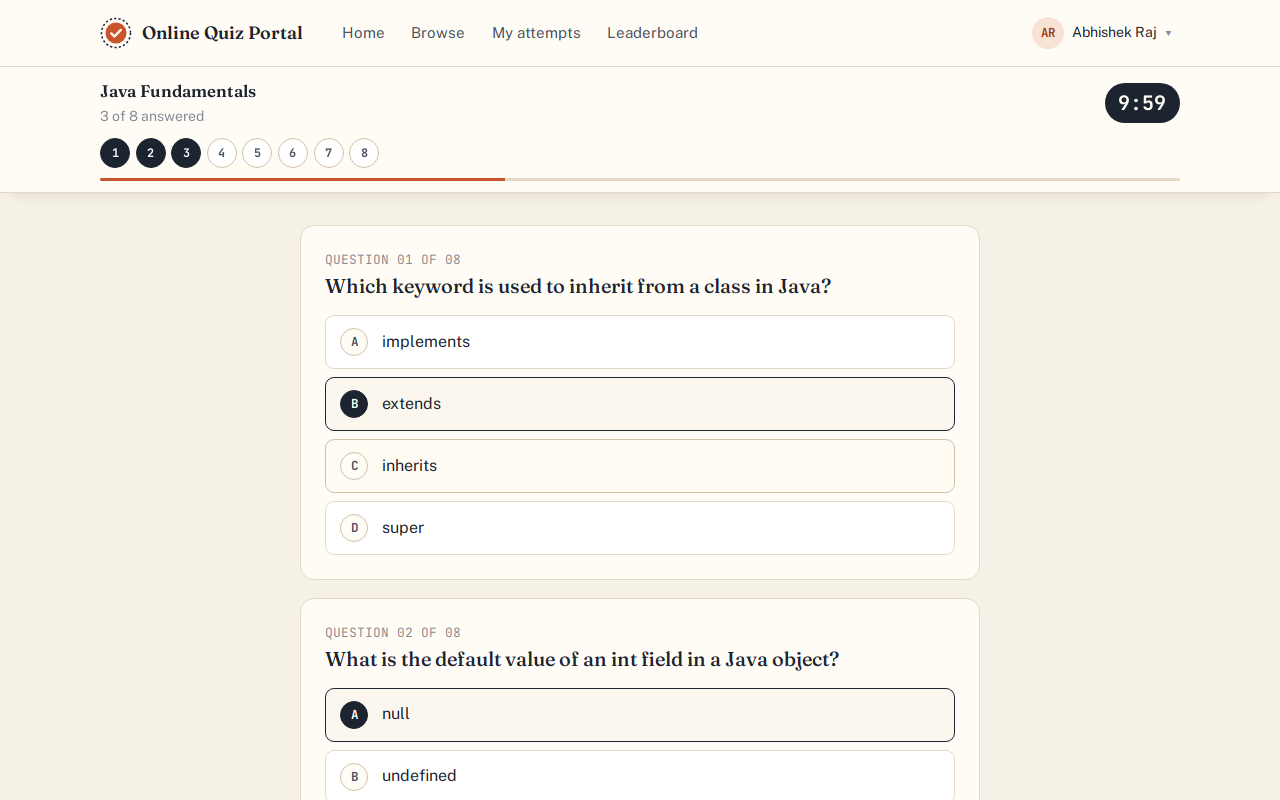 Online Quiz Portal Home Browse My attempts Leaderboard AR Abhishek Raj ▼
Java Fundamentals
3 of 8 answered
9:59
1 2 3 4 5 6 7 8
QUESTION 01 OF 08
Which keyword is used to inherit from a class in Java?
A implements
B extends
C inherits
D super
QUESTION 02 OF 08
What is the default value of an int field in a Java object?
A null
B undefined